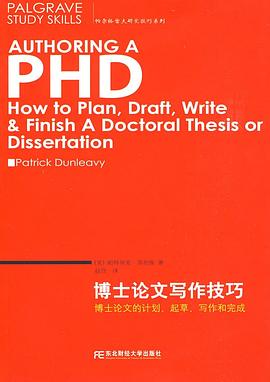 PALGRAVE
STUDY SKILLS
帕尔格雷夫研究技巧系列
AUTHORING A
PHD
How to Plan, Draft, Write
& Finish A Doctoral Thesis or
Dissertation
Patrick Dunleavy
博士论文写作技巧
博士论文的计划、起草、写作和完成
东北财经大学出版社